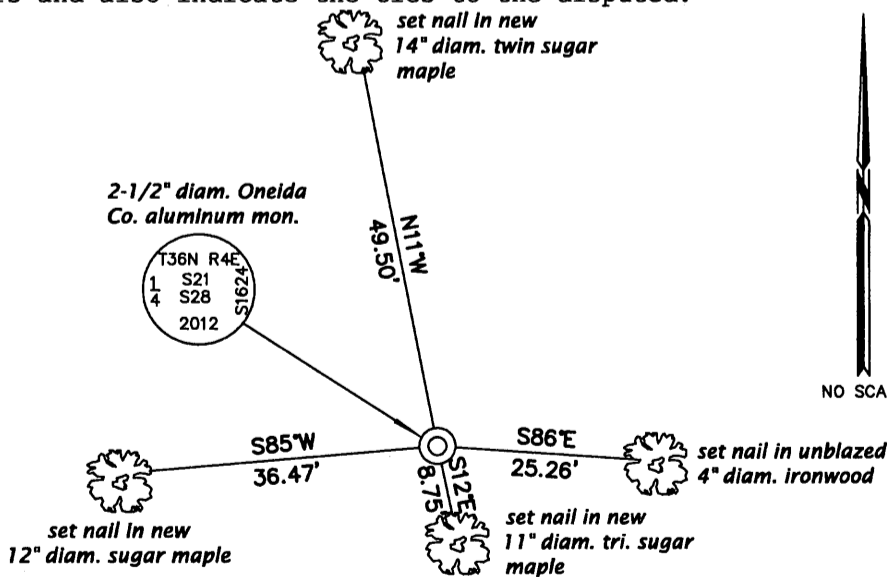 and also indicate the ties to the disputed.
set nail in new
14" diam. twin sugar
maple
2-1/2" diam. Oneida
Co. aluminum mon.
T36N R4E
1/4
S21
S28
S1624
2012
N11°W
49.50'
NO SCA
S85°W
36.47'
S86°E
25.26'
S12°E
8.75'
set nail in unblazed
4" diam. ironwood
set nail in new
12" diam. sugar maple
set nail in new
11" diam. tri. sugar
maple